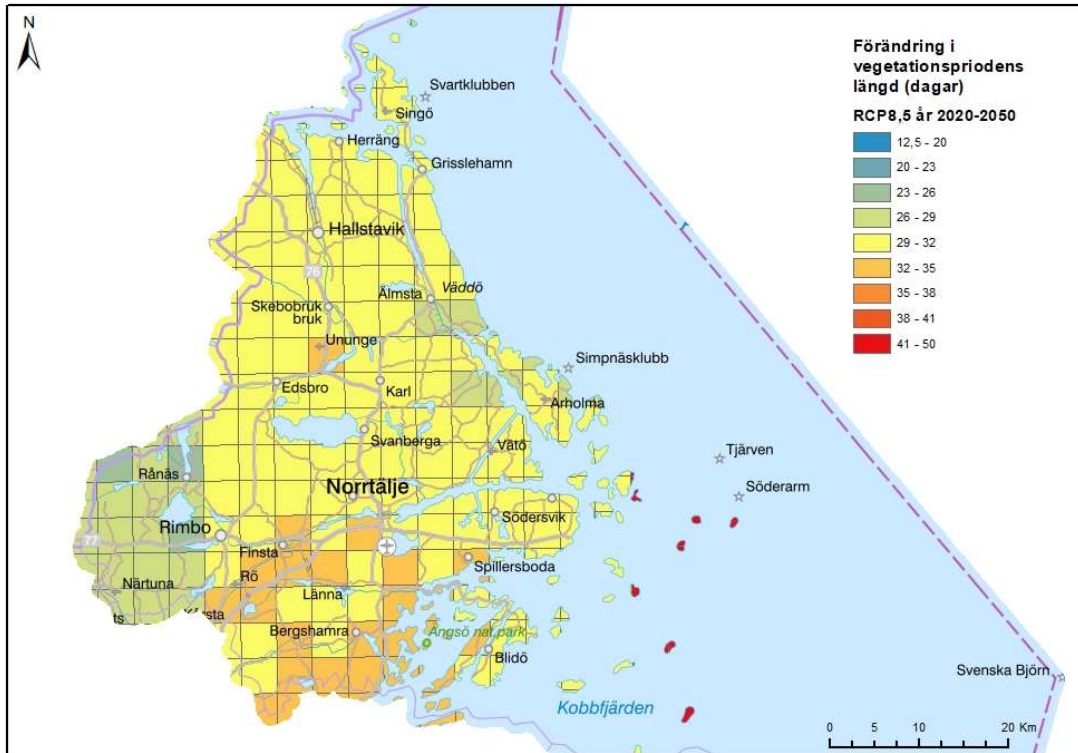 N
Förändring i
vegetationspriodens
längd (dagar)
RCP8,5 år 2020-2050
12,5 - 20
20 - 23
23 - 26
26 - 29
29 - 32
32 - 35
35 - 38
38 - 41
41 - 50
Svartklubben
Singö
Herräng
Grisslehamn
Hallstavik
76
Väddö
Älmsta
Skebobruk
bruk
Ununge
Simpnäsklubb
Edsbro
Karl
Arholma
Svanberga
Vätö
Tjärven
Rånäs
Norrtälje
Söderarm
Södersvik
Rimbo
77
Finsta
Spillersboda
Rö
Närtuna
Länna
ts
sta
Bergshamra
Ängsö nat.park
Blidö
Svenska Björn
Kobbfjärden
0 5 10 20 Km